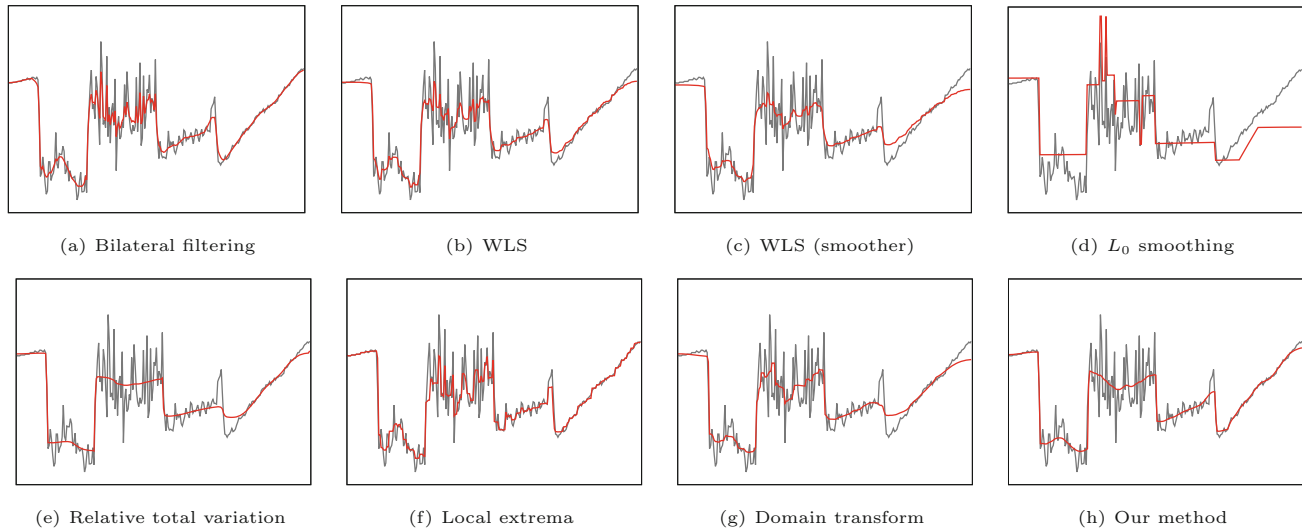 (a) Bilateral filtering
(b) WLS
(c) WLS (smoother)
(d) L₀ smoothing
(e) Relative total variation
(f) Local extrema
(g) Domain transform
(h) Our method